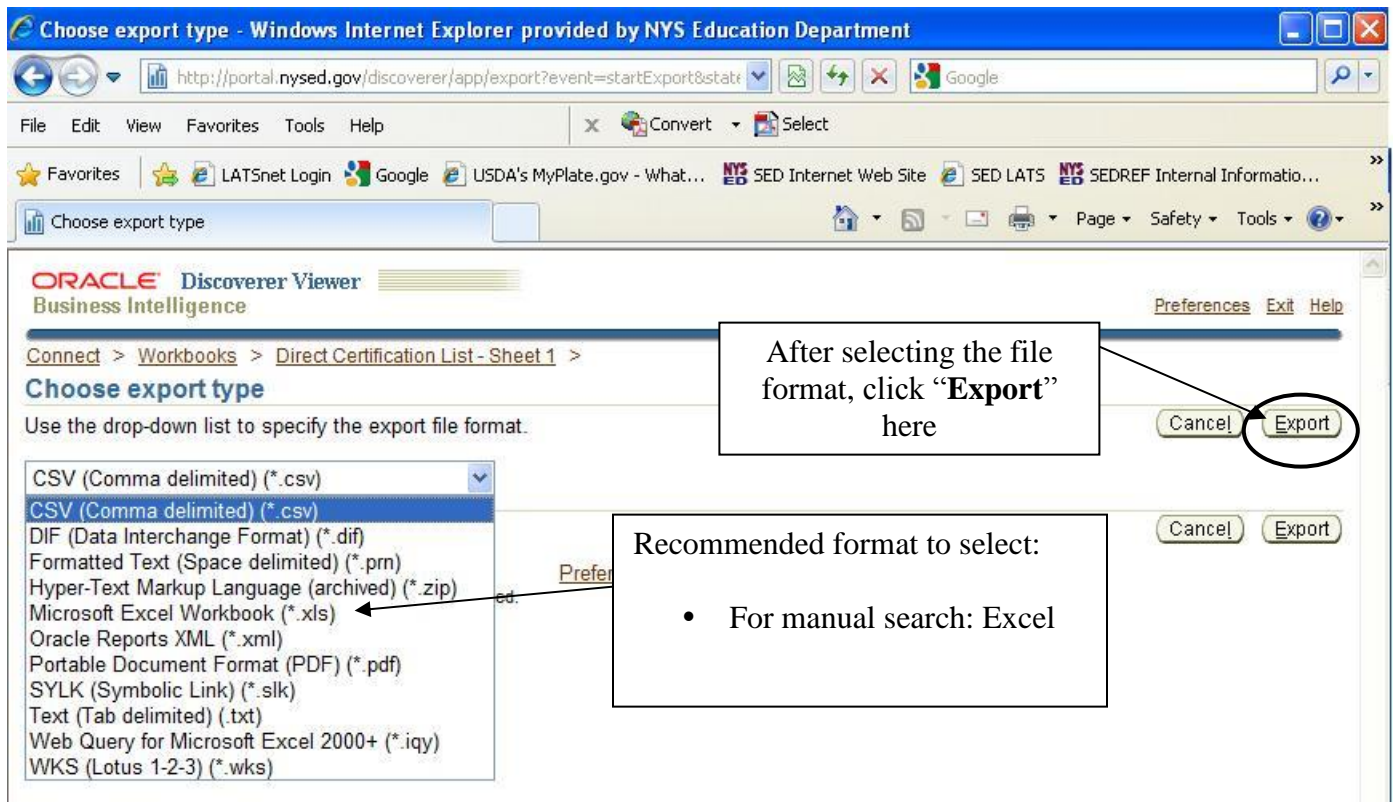 Choose export type - Windows Internet Explorer provided by NYS Education Department
http://portal.nysed.gov/discoverer/app/export?event=startExport&state
Google
File Edit View Favorites Tools Help
x Convert Select
Favorites LATSnet Login Google USDA's MyPlate.gov - What... NYS ED SED Internet Web Site SED LATS NYS ED SEDREF Internal Informatio... »
Choose export type
Page Safety Tools »
ORACLE Discoverer Viewer
Business Intelligence
Preferences Exit Help
Connect > Workbooks > Direct Certification List - Sheet 1 >
Choose export type
Use the drop-down list to specify the export file format.
After selecting the file
format, click “Export”
here
Cancel Export
CSV (Comma delimited) (*.csv)
CSV (Comma delimited) (*.csv)
DIF (Data Interchange Format) (*.dif)
Formatted Text (Space delimited) (*.prn)
Hyper-Text Markup Language (archived) (*.zip)
Microsoft Excel Workbook (*.xls)
Oracle Reports XML (*.xml)
Portable Document Format (PDF) (*.pdf)
SYLK (Symbolic Link) (*.slk)
Text (Tab delimited) (.txt)
Web Query for Microsoft Excel 2000+ (*.iqy)
WKS (Lotus 1-2-3) (*.wks)
Cancel Export
Prefer
ed.
Recommended format to select:
• For manual search: Excel